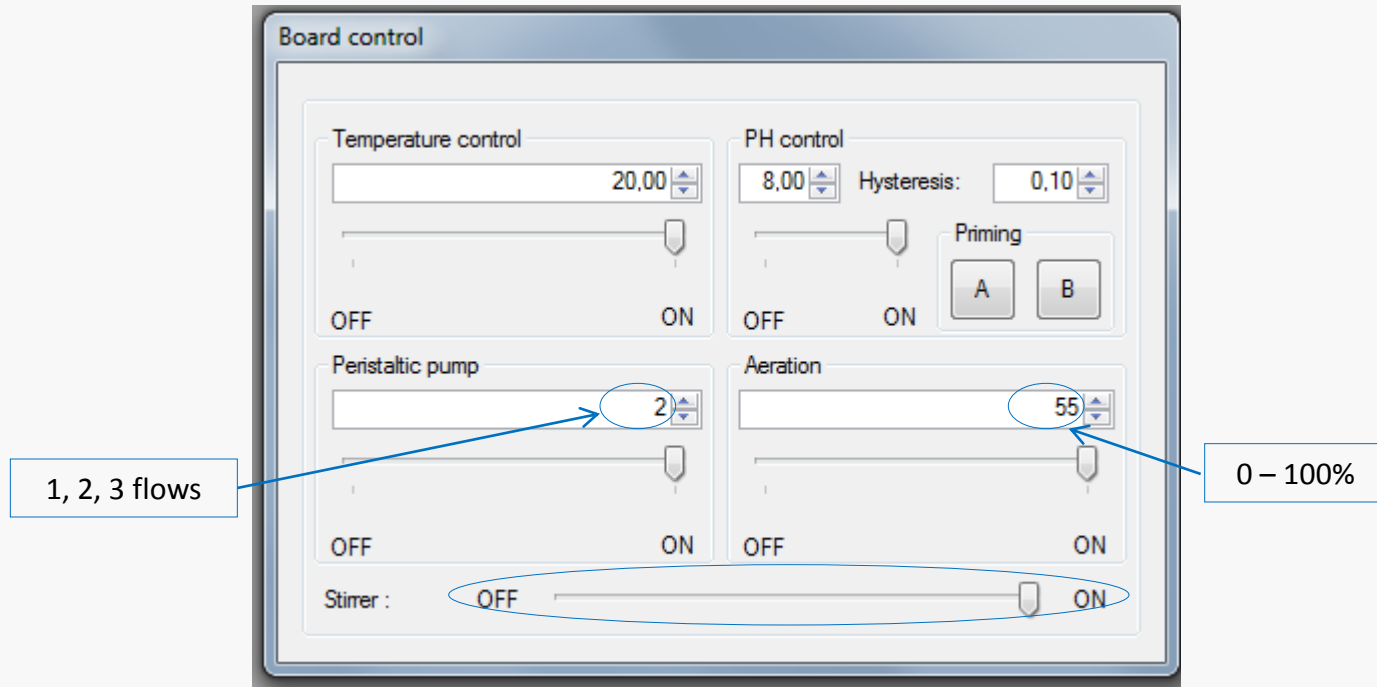 Board control
Temperature control
20,00
OFF ON
PH control
8,00 Hysteresis: 0,10
Priming
A B
OFF ON
Peristaltic pump
2
OFF ON
1, 2, 3 flows
Aeration
55
OFF ON
0 – 100%
Stirrer : OFF ON